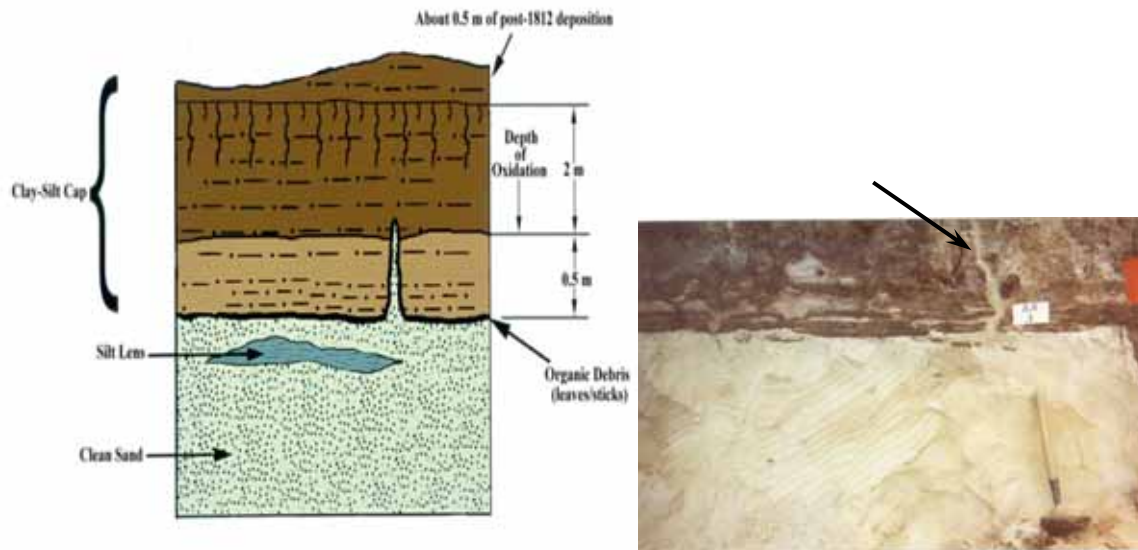 About 0.5 m of post-1812 deposition
Clay-Silt Cap
Depth
of
Oxidation
2 m
0.5 m
Silt Lens
Organic Debris
(leaves/sticks)
Clean Sand